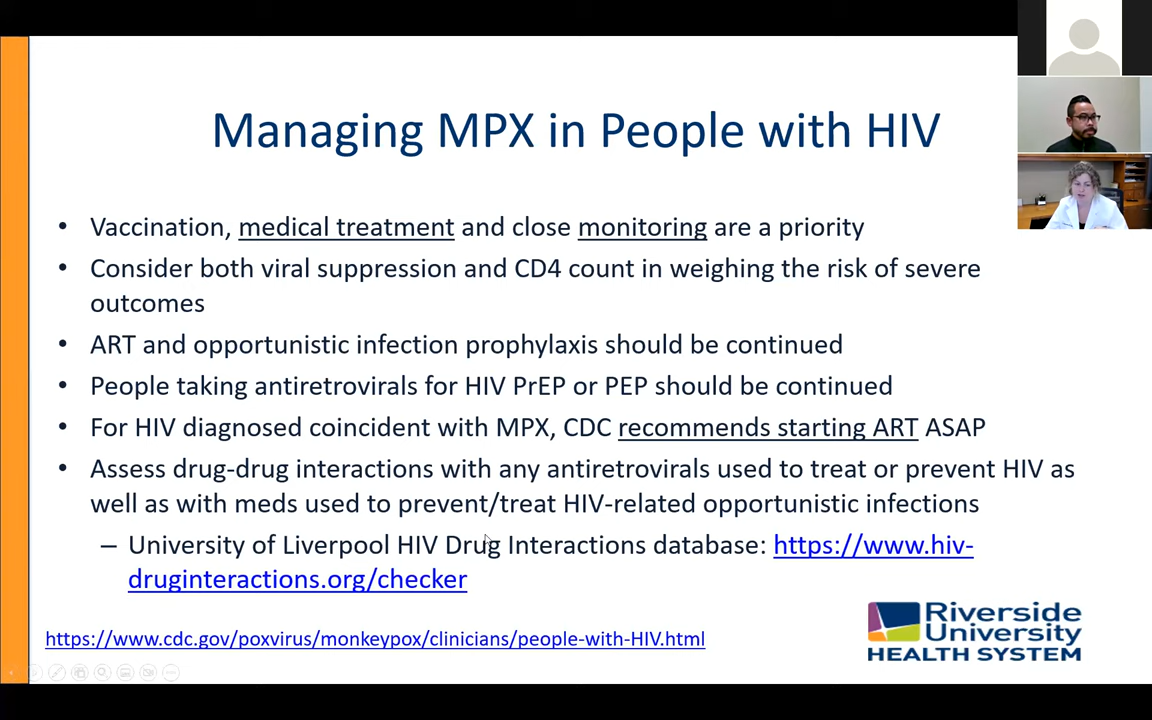 Managing MPX in People with HIV
• Vaccination, medical treatment and close monitoring are a priority
• Consider both viral suppression and CD4 count in weighing the risk of severe
outcomes
• ART and opportunistic infection prophylaxis should be continued
• People taking antiretrovirals for HIV PrEP or PEP should be continued
• For HIV diagnosed coincident with MPX, CDC recommends starting ART ASAP
• Assess drug-drug interactions with any antiretrovirals used to treat or prevent HIV as
well as with meds used to prevent/treat HIV-related opportunistic infections
– University of Liverpool HIV Drug Interactions database: https://www.hiv-
druginteractions.org/checker
https://www.cdc.gov/poxvirus/monkeypox/clinicians/people-with-HIV.html
Riverside
University
HEALTH SYSTEM